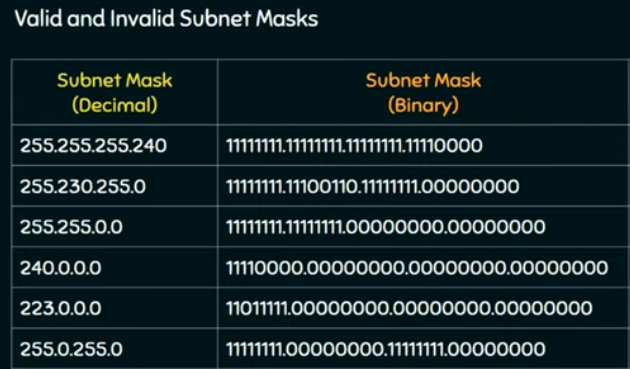 Valid and Invalid Subnet Masks
Subnet Mask
(Decimal)
Subnet Mask
(Binary)
255.255.255.240 11111111.11111111.11111111.11110000
255.230.255.0 11111111.11100110.11111111.00000000
255.255.0.0 11111111.11111111.00000000.00000000
240.0.0.0 11110000.00000000.00000000.00000000
223.0.0.0 11011111.00000000.00000000.00000000
255.0.255.0 11111111.00000000.11111111.00000000